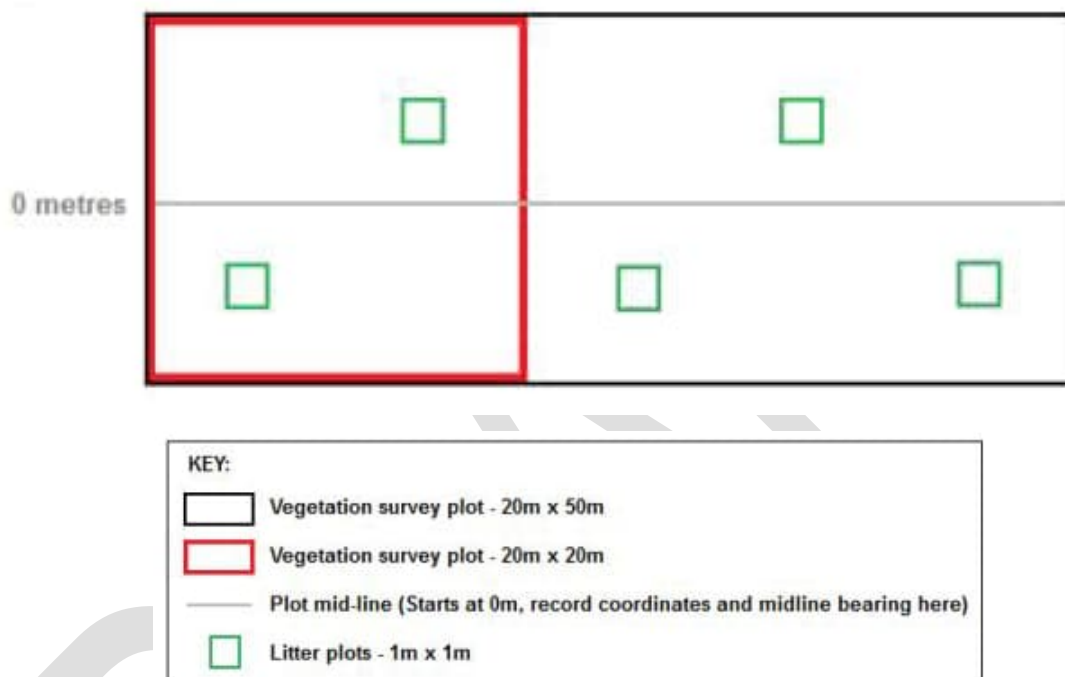 0 metres
KEY:
Vegetation survey plot - 20m x 50m
Vegetation survey plot - 20m x 20m
Plot mid-line (Starts at 0m, record coordinates and midline bearing here)
Litter plots - 1m x 1m